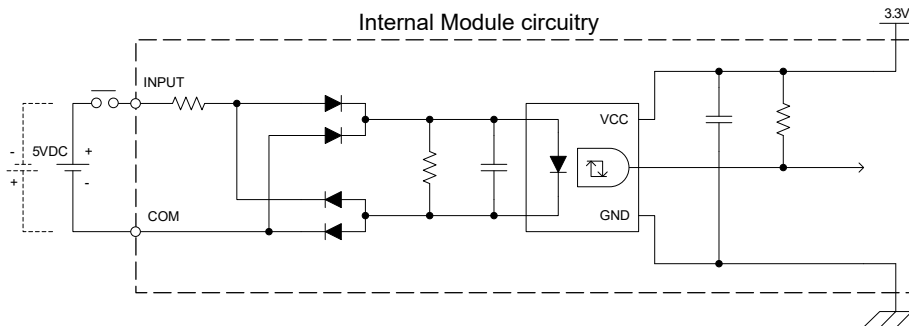 Internal Module circuitry
3.3V
INPUT
VCC
-
5VDC
+
+
-
COM
GND